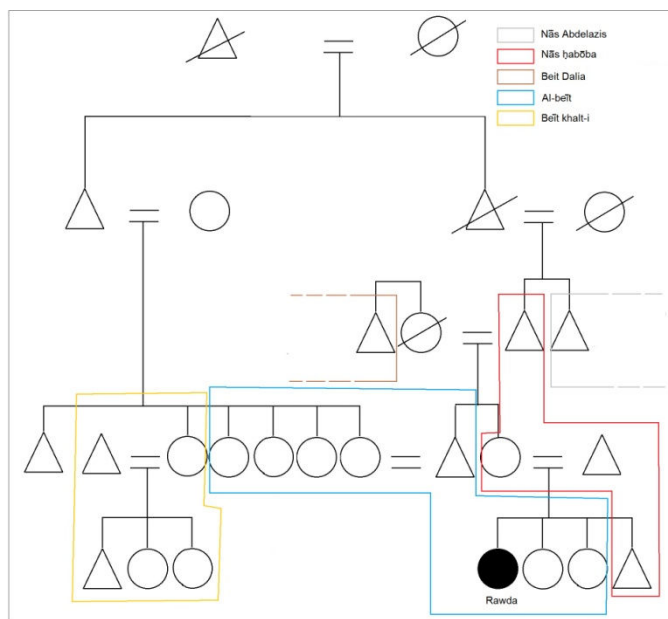 Nās Abdelazis
Nās ḥabōba
Beit Dalia
Al-beīt
Beīt khalt-i
Rawda